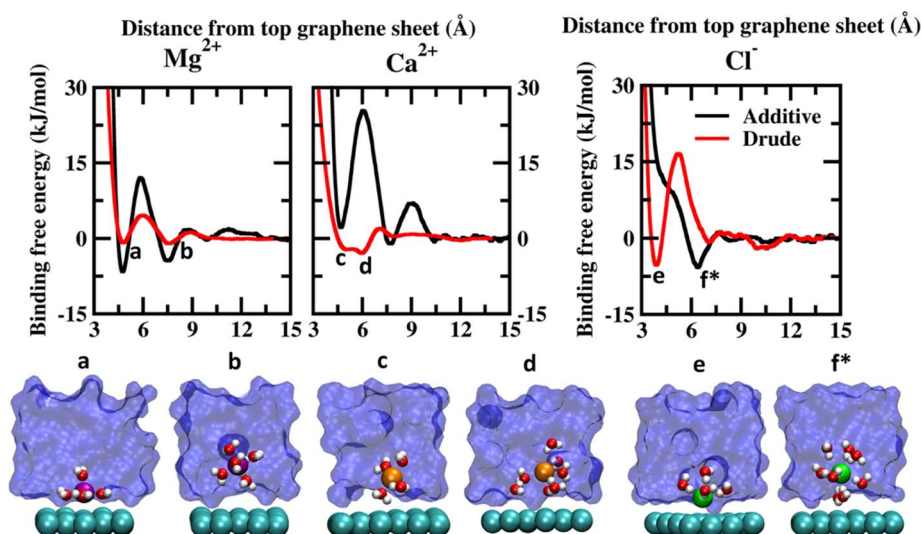 Distance from top graphene sheet (Å)
Distance from top graphene sheet (Å)
Mg2+
Ca2+
Cl-
Binding free energy (kJ/mol)
30
15
0
-15
a
b
3 6 9 12 15
c
d
3 6 9 12 15
30
15
0
-15
Binding free energy (kJ/mol)
30
15
0
-15
Additive
Drude
e
f*
3 6 9 12 15
a b c d e f*